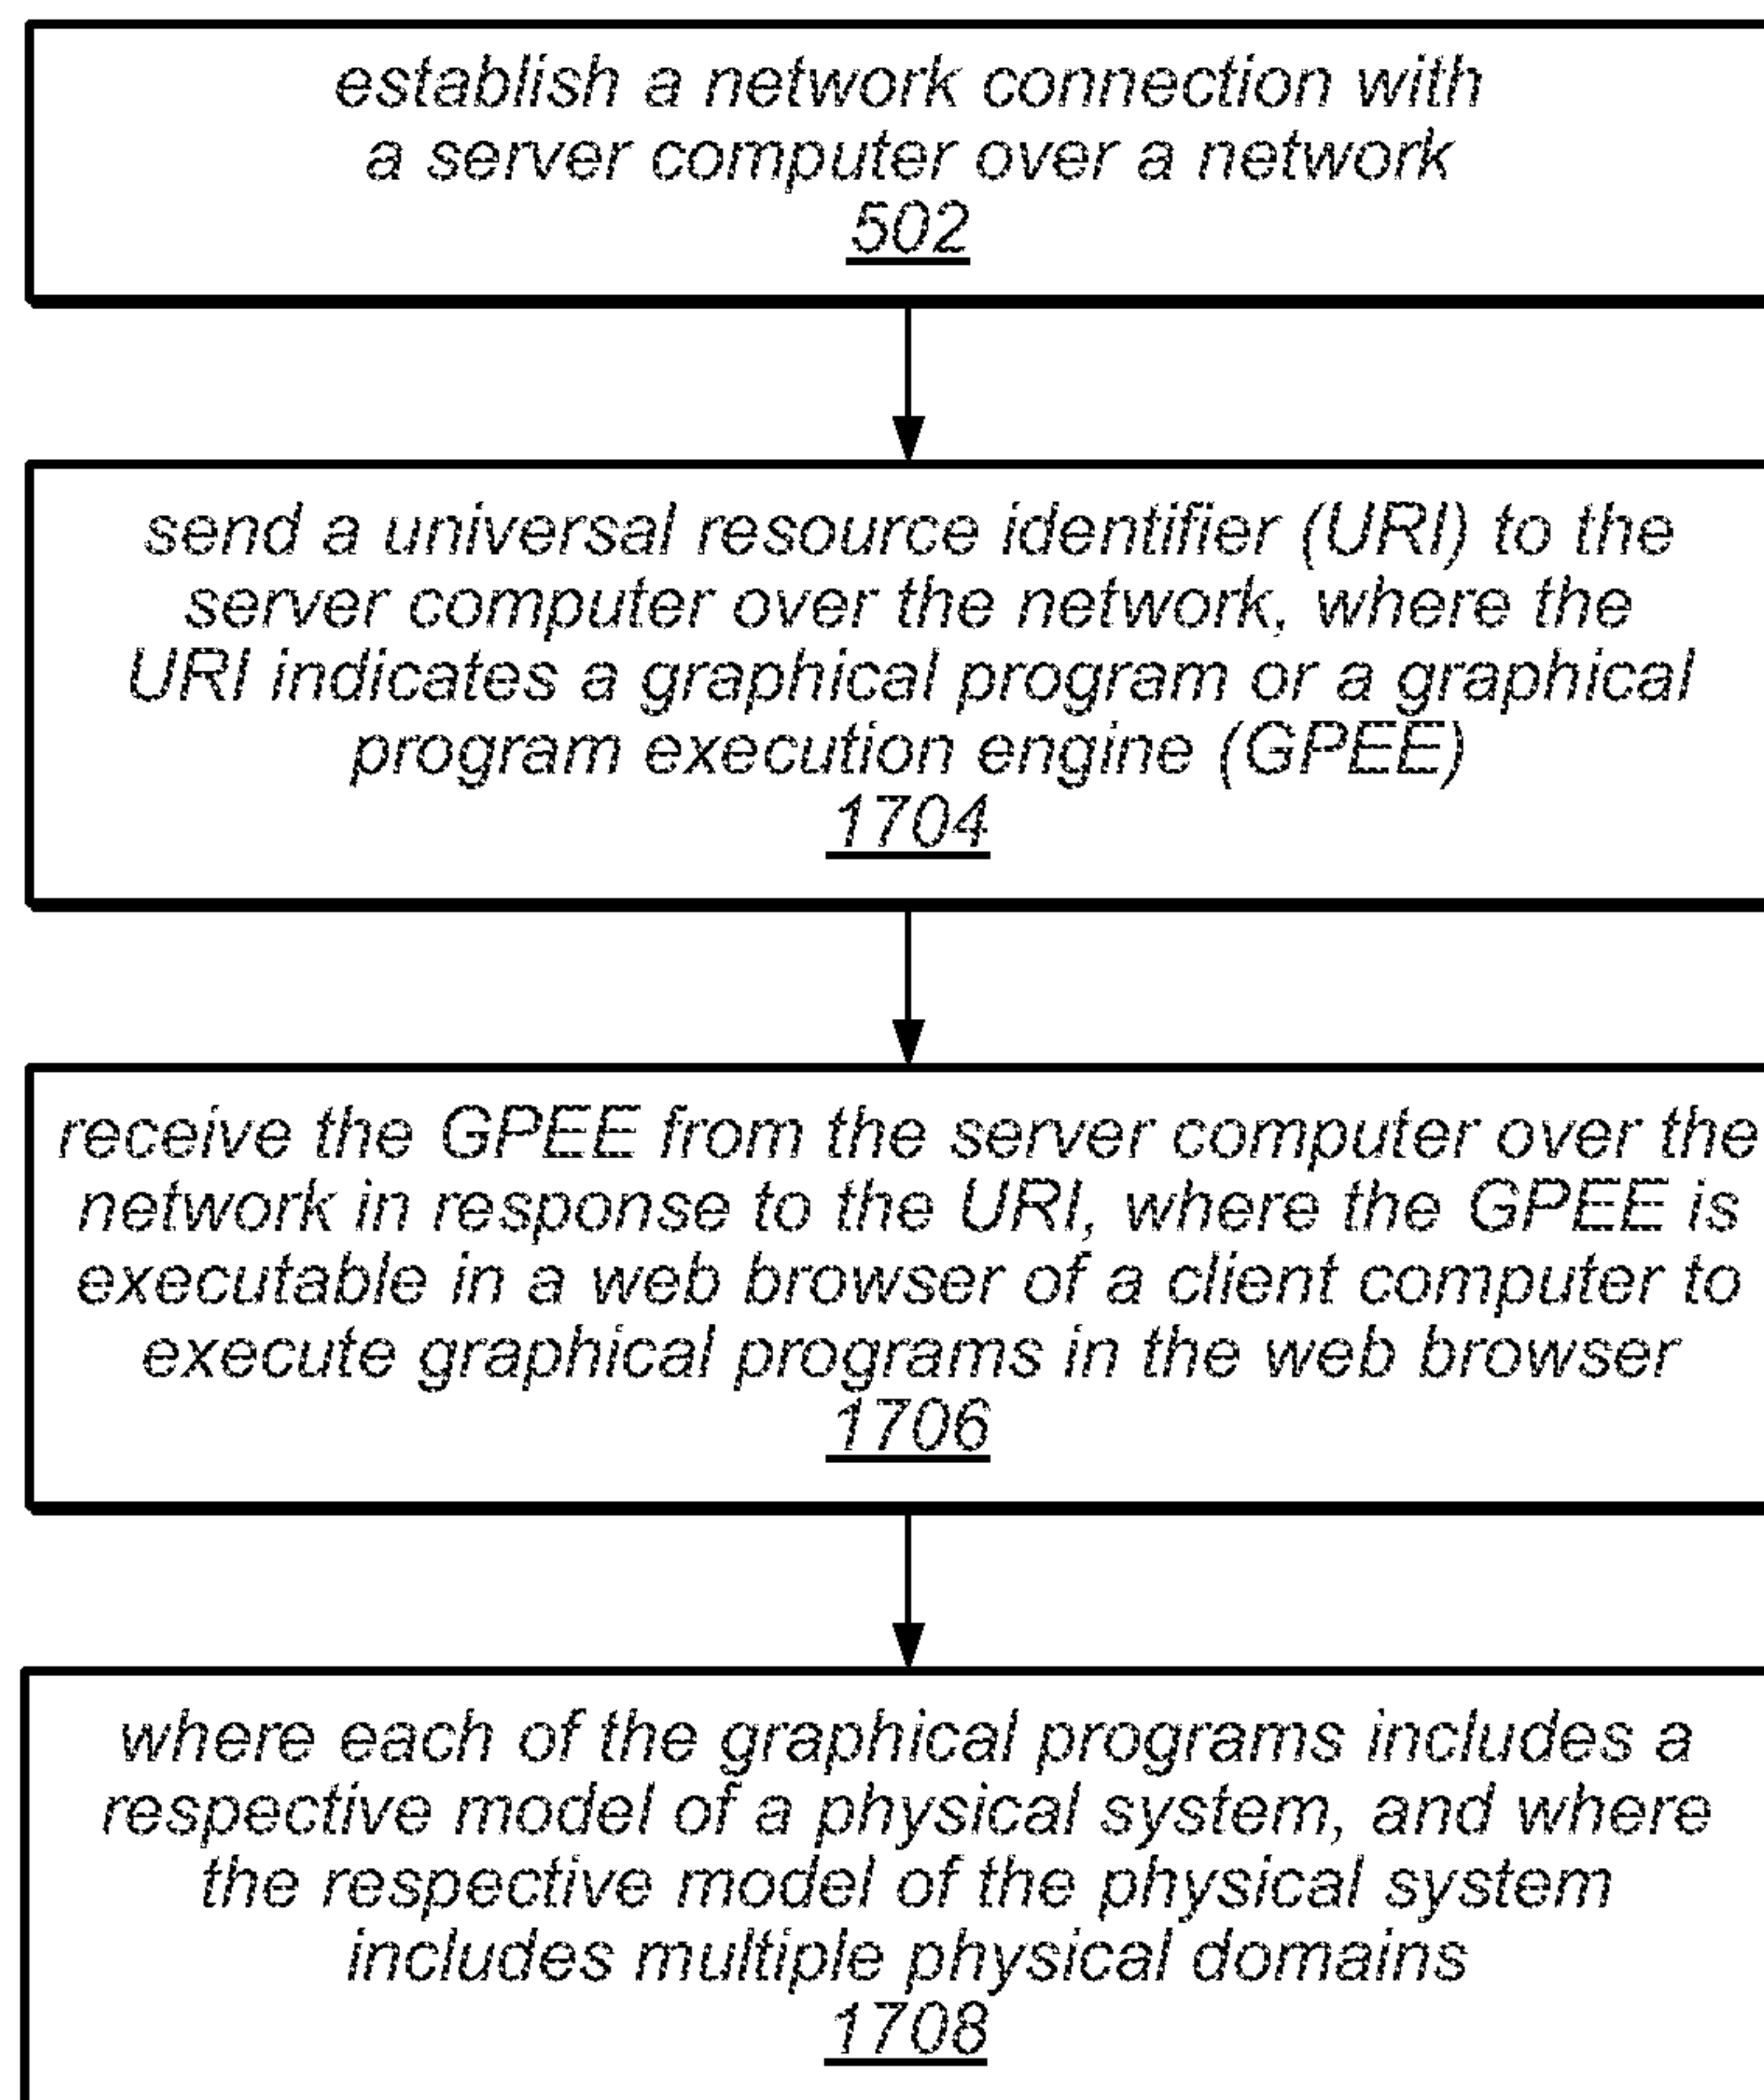 establish a network connection with
a server computer over a network
502
send a universal resource identifier (URI) to the
server computer over the network, where the
URI indicates a graphical program or a graphical
program execution engine (GPEE)
1704
receive the GPEE from the server computer over the
network in response to the URI, where the GPEE is
executable in a web browser of a client computer to
execute graphical programs in the web browser
1706
where each of the graphical programs includes a
respective model of a physical system, and where
the respective model of the physical system
includes multiple physical domains
1708